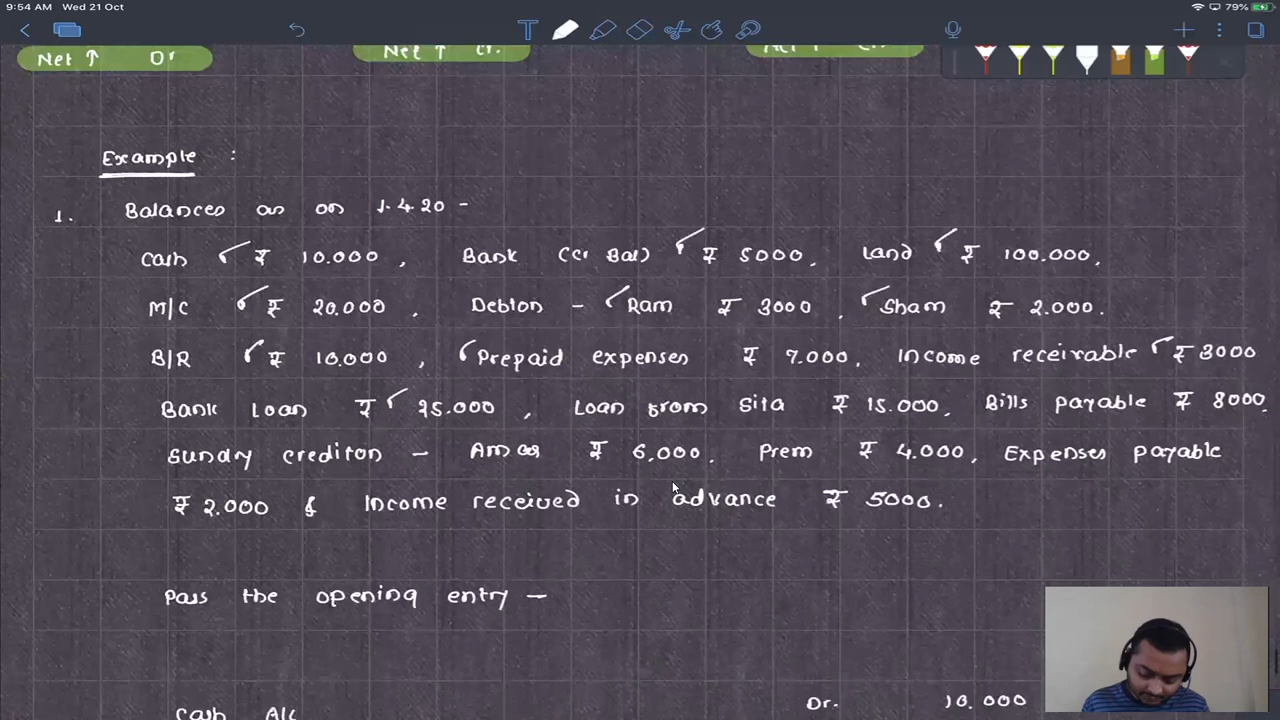 9:54 AM Wed 21 Oct
79%
Net ↑ Dr
Net ↑ Cr.
Example :
1. Balances as on 1.4.20 -
Cash ₹ 10.000 , Bank (Cr Bal) ₹ 5000, Land ₹ 100.000,
M/C ₹ 20.000 , Debtors - Ram ₹ 3000 , Sham ₹ 2.000.
B/R ₹ 10.000 , Prepaid expenses ₹ 7.000, Income receivable ₹ 3000
Bank Loan ₹ 25.000 , Loan from Sita ₹ 15.000, Bills payable ₹ 8000,
Sundry creditors - Amar ₹ 6,000, Prem ₹ 4.000, Expenses payable
₹ 2.000 & Income received in advance ₹ 5000.
Pass the opening entry -
Cash A/c Dr. 10.000